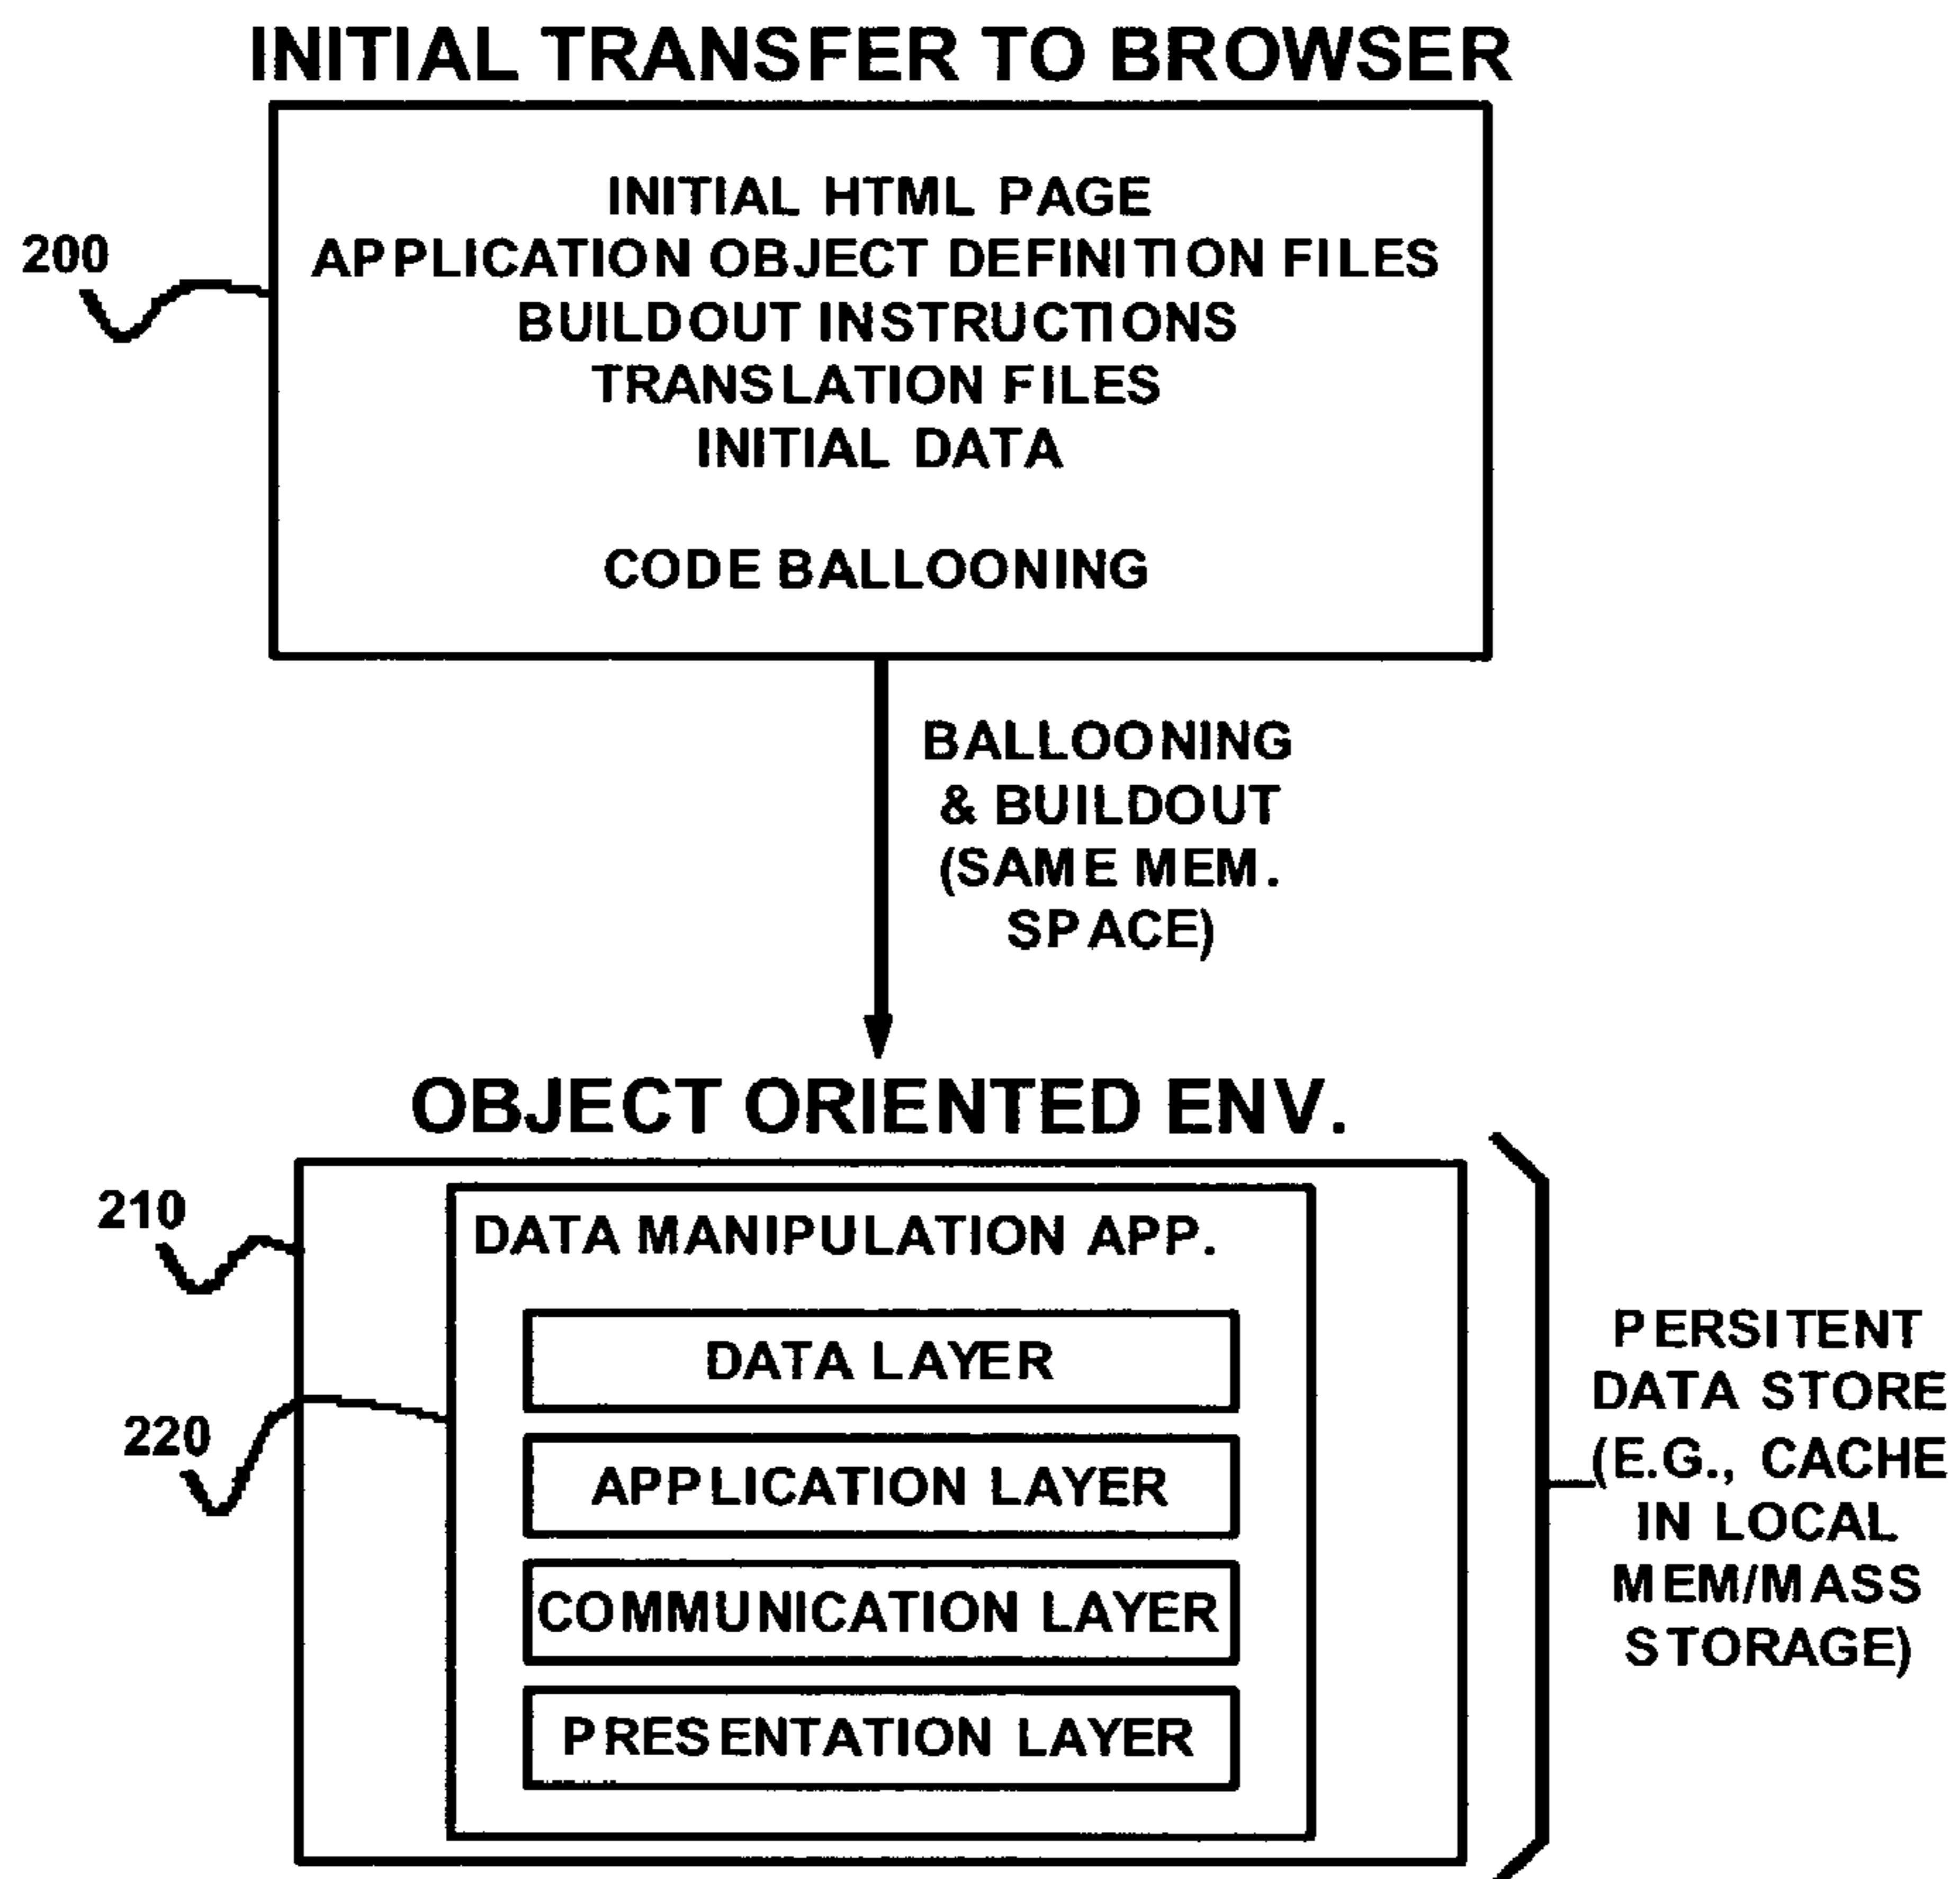 INITIAL TRANSFER TO BROWSER
INITIAL HTML PAGE
200
APPLICATION OBJECT DEFINITION FILES
BUILDOUT INSTRUCTIONS
TRANSLATION FILES
INITIAL DATA
CODE BALLOONING
BALLOONING
& BUILDOUT
(SAME MEM.
SPACE)
OBJECT ORIENTED ENV.
210
DATA MANIPULATION APP.
DATA LAYER
220
APPLICATION LAYER
COMMUNICATION LAYER
PRESENTATION LAYER
PERSITENT
DATA STORE
(E.G., CACHE
IN LOCAL
MEM/MASS
STORAGE)